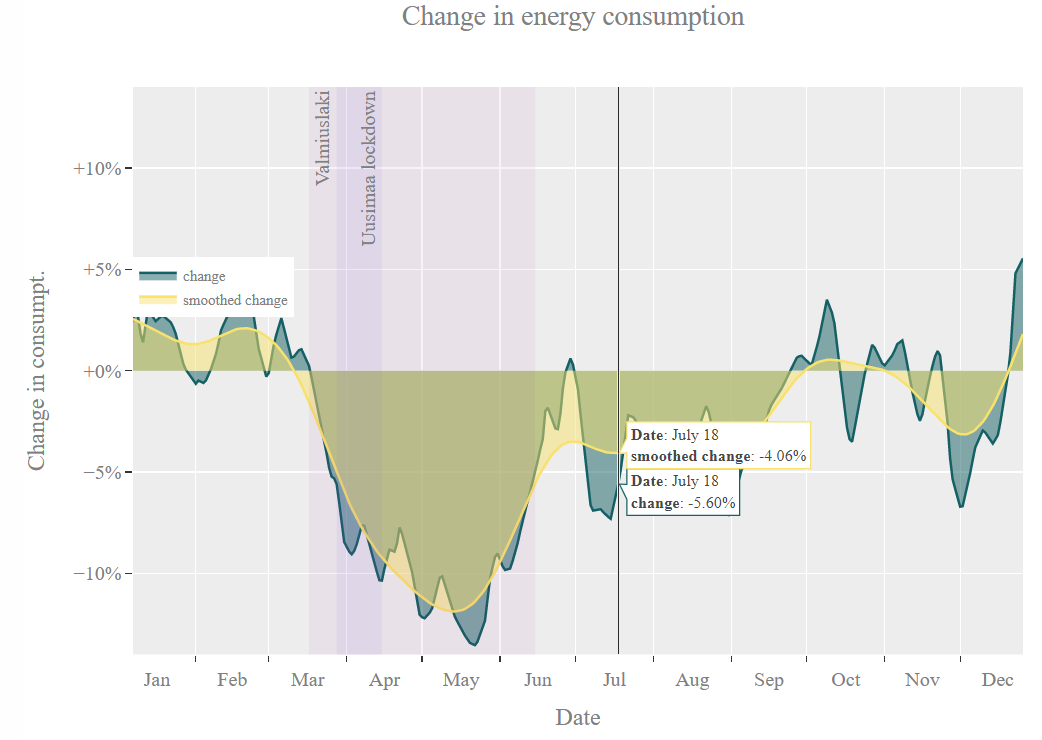 Change in energy consumption
Valmiuslaki
Uusimaa lockdown
+10%
+5%
+0%
−5%
−10%
Change in consumpt.
change
smoothed change
Date: July 18
smoothed change: -4.06%
Date: July 18
change: -5.60%
Jan Feb Mar Apr May Jun Jul Aug Sep Oct Nov Dec
Date